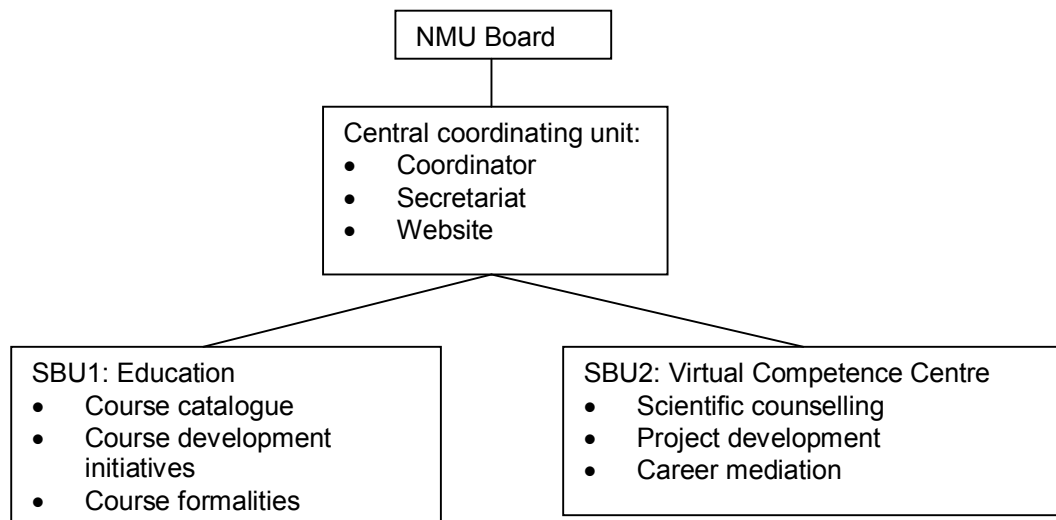 NMU Board
Central coordinating unit:
• Coordinator
• Secretariat
• Website
SBU1: Education
• Course catalogue
• Course development
initiatives
• Course formalities
SBU2: Virtual Competence Centre
• Scientific counselling
• Project development
• Career mediation